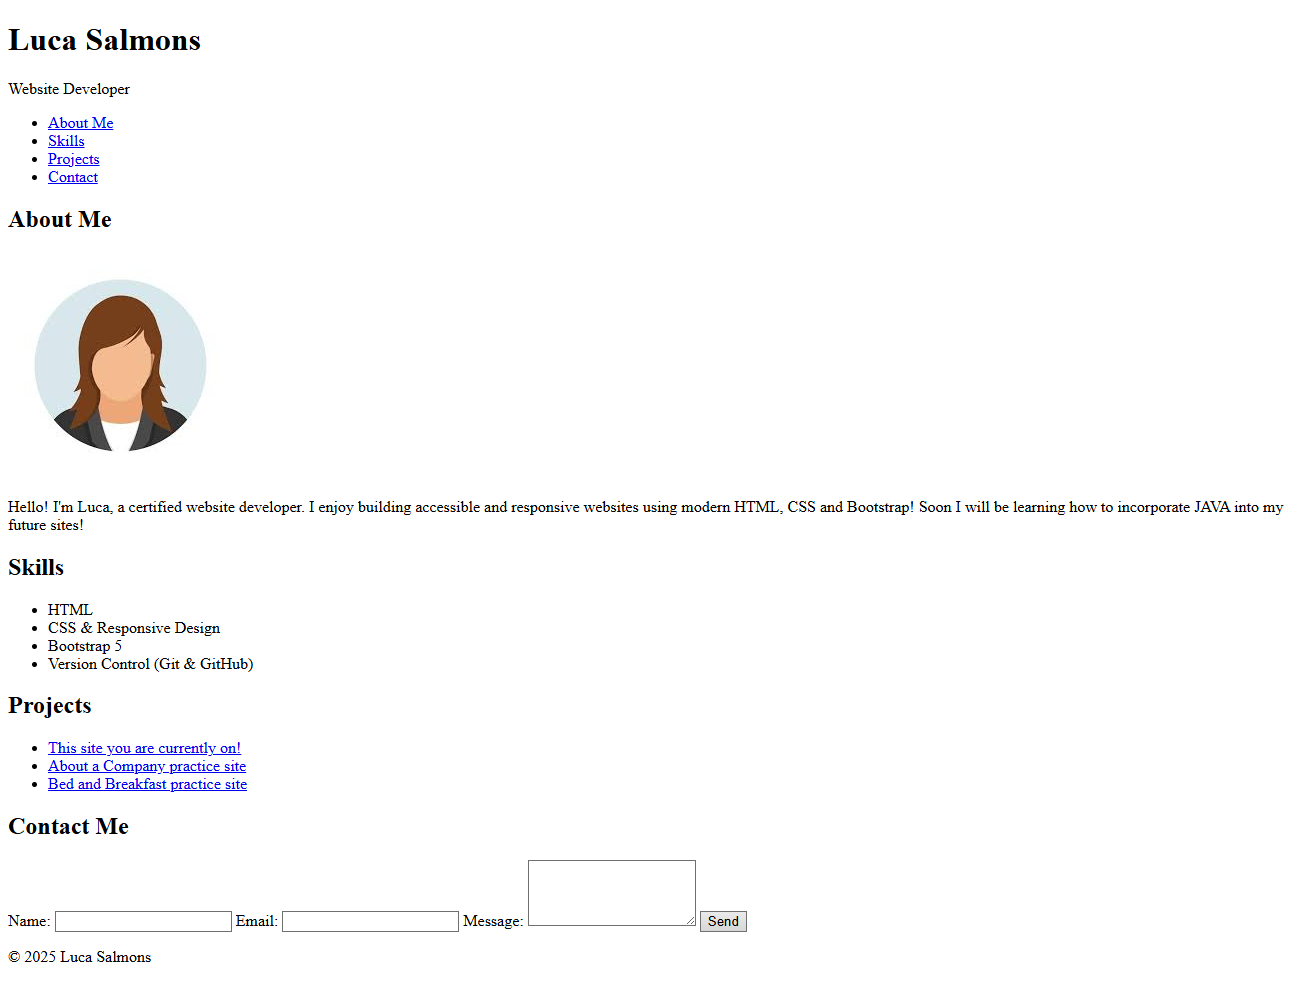 Luca Salmons
Website Developer
About Me
Skills
Projects
Contact
About Me
Hello! I'm Luca, a certified website developer. I enjoy building accessible and responsive websites using modern HTML, CSS and Bootstrap! Soon I will be learning how to incorporate JAVA into my
future sites!
Skills
HTML
CSS & Responsive Design
Bootstrap 5
Version Control (Git & GitHub)
Projects
This site you are currently on!
About a Company practice site
Bed and Breakfast practice site
Contact Me
Name: Email: Message: Send
© 2025 Luca Salmons